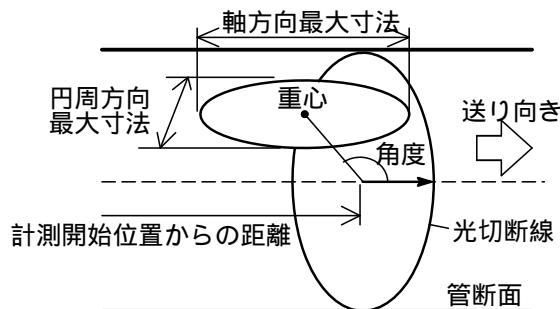 軸方向最大寸法
円周方向
最大寸法
重心
送り向き
角度
計測開始位置からの距離
光切断線
管断面